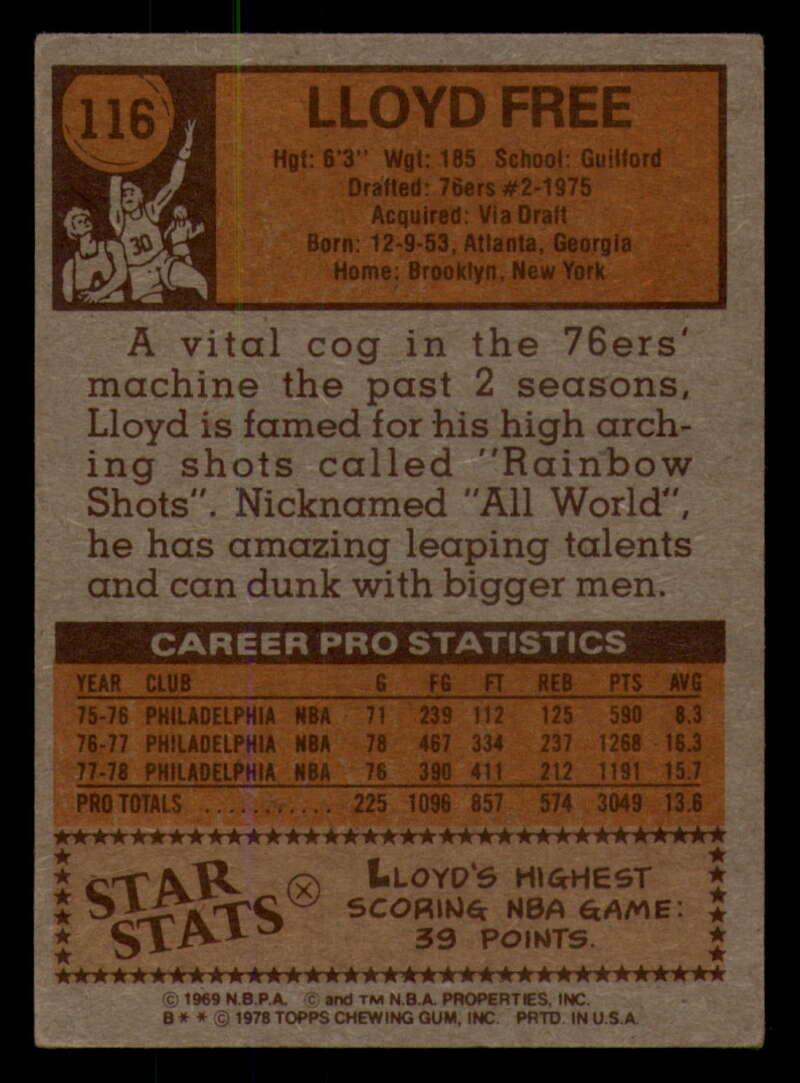 116
LLOYD FREE
Hgt: 6'3" Wgt: 185 School: Guilford
Drafted: 76ers #2-1975
Acquired: Via Draft
Born: 12-9-53, Atlanta, Georgia
Home: Brooklyn, New York
30
A vital cog in the 76ers'
machine the past 2 seasons,
Lloyd is famed for his high arch-
ing shots called "Rainbow
Shots". Nicknamed "All World",
he has amazing leaping talents
and can dunk with bigger men.
CAREER PRO STATISTICS
YEAR CLUB G FG FT REB PTS AVG
75-76 PHILADELPHIA NBA 71 239 112 125 590 8.3
76-77 PHILADELPHIA NBA 78 467 334 237 1268 16.3
77-78 PHILADELPHIA NBA 76 390 411 212 1191 15.7
PRO TOTALS ............ 225 1096 857 574 3049 13.6
STAR STATS
LLOYD'S HIGHEST
SCORING NBA GAME:
39 POINTS.
© 1969 N.B.P.A. © and TM N.B.A. PROPERTIES, INC.
B * * © 1978 TOPPS CHEWING GUM, INC. PRTD. IN U.S.A.